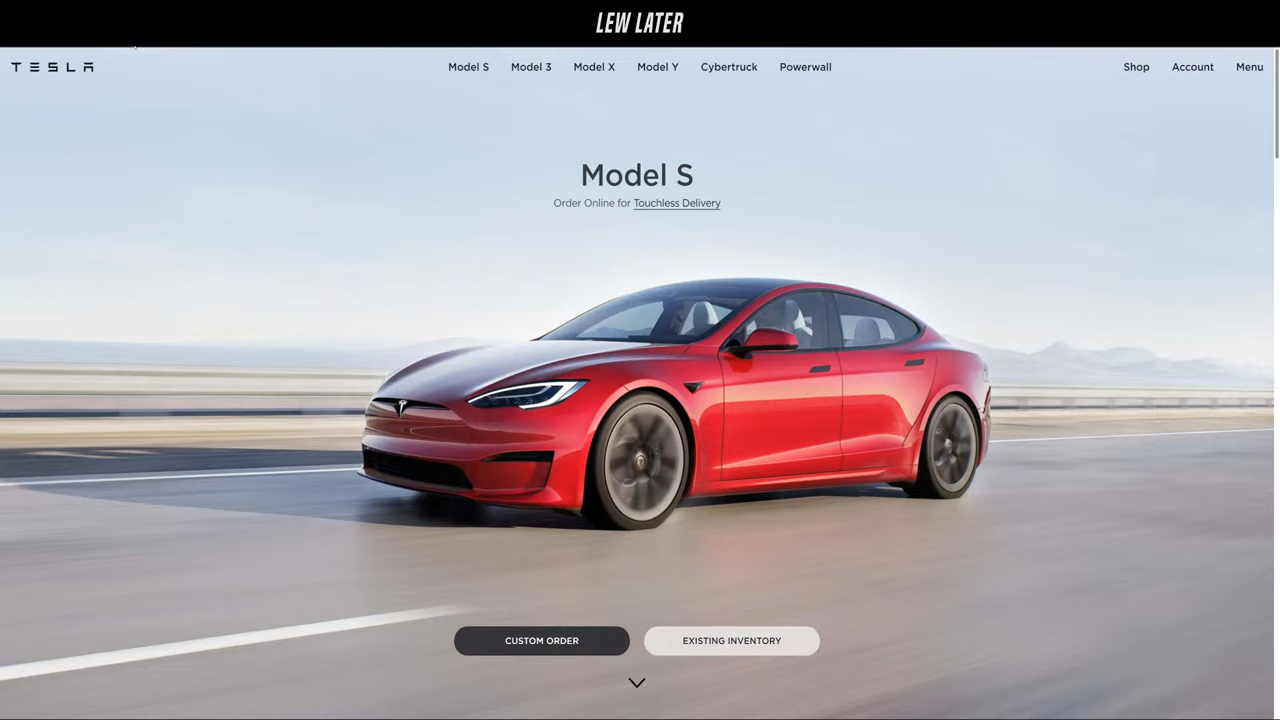 LEW LATER
TESLA Model S Model 3 Model X Model Y Cybertruck Powerwall Shop Account Menu
Model S
Order Online for Touchless Delivery
CUSTOM ORDER EXISTING INVENTORY